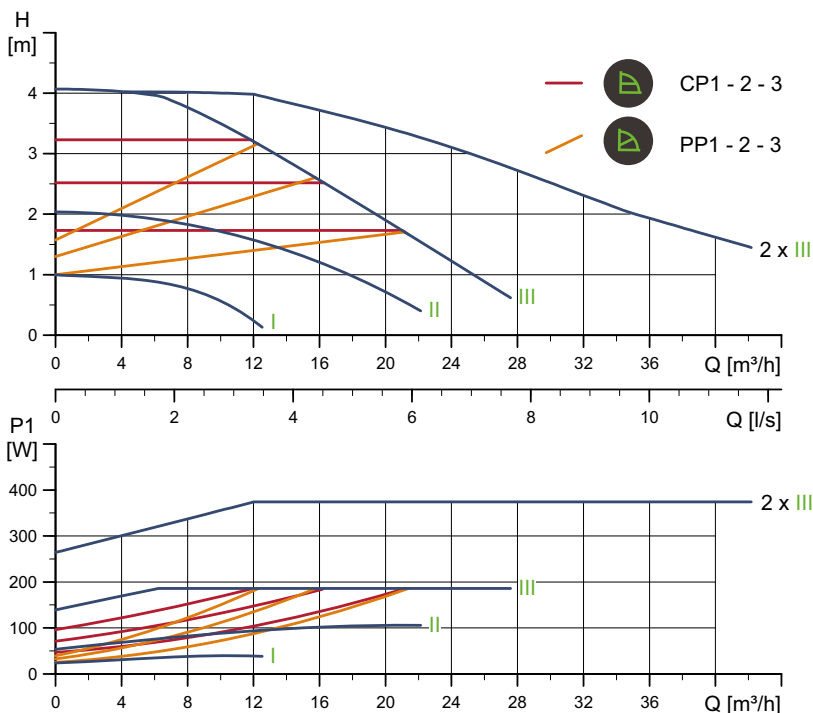 H
[m]
4
3
2
1
0
CP1 - 2 - 3
PP1 - 2 - 3
2 x III
III
II
I
0 4 8 12 16 20 24 28 32 36 Q [m³/h]
0 2 4 6 8 10 Q [l/s]
P1
[W]
400
300
200
100
0
2 x III
III
II
I
0 4 8 12 16 20 24 28 32 36 Q [m³/h]